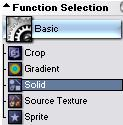 Function Selection
Basic
Crop
Gradient
Solid
Source Texture
Sprite